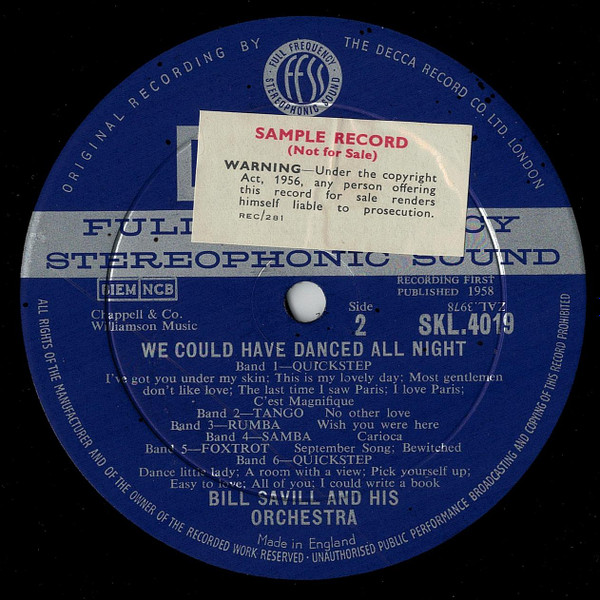 ORIGINAL RECORDING BY
THE DECCA RECORD CO. LTD. LONDON
FULL FREQUENCY
STEREOPHONIC SOUND
FFSS
SAMPLE RECORD
(Not for Sale)
WARNING—Under the copyright
Act, 1956, any person offering
this record for sale renders
himself liable to prosecution.
REC/281
STEREOPHONIC SOUND
BIEM NCB
RECORDING FIRST
PUBLISHED 1958
Chappell & Co.
Williamson Music
Side
2
ZAL.3978
SKL.4019
WE COULD HAVE DANCED ALL NIGHT
Band 1—QUICKSTEP
I've got you under my skin; This is my lovely day; Most gentlemen
don't like love; The last time I saw Paris; I love Paris;
C'est Magnifique
Band 2—TANGO No other love
Band 3—RUMBA Wish you were here
Band 4—SAMBA Carioca
Band 5—FOXTROT September Song; Bewitched
Band 6—QUICKSTEP
Dance little lady; A room with a view; Pick yourself up;
Easy to love; All of you; I could write a book
BILL SAVILL AND HIS
ORCHESTRA
Made in England
ALL RIGHTS OF THE MANUFACTURER AND OF THE OWNER OF THE RECORDED WORK RESERVED · UNAUTHORISED PUBLIC PERFORMANCE BROADCASTING AND COPYING OF THIS RECORD PROHIBITED